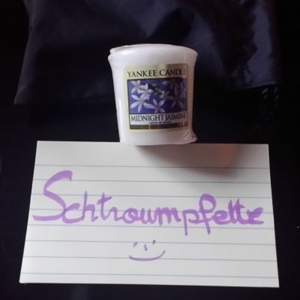 YANKEE CANDLE
MIDNIGHT JASMINE
Schtroumpfette